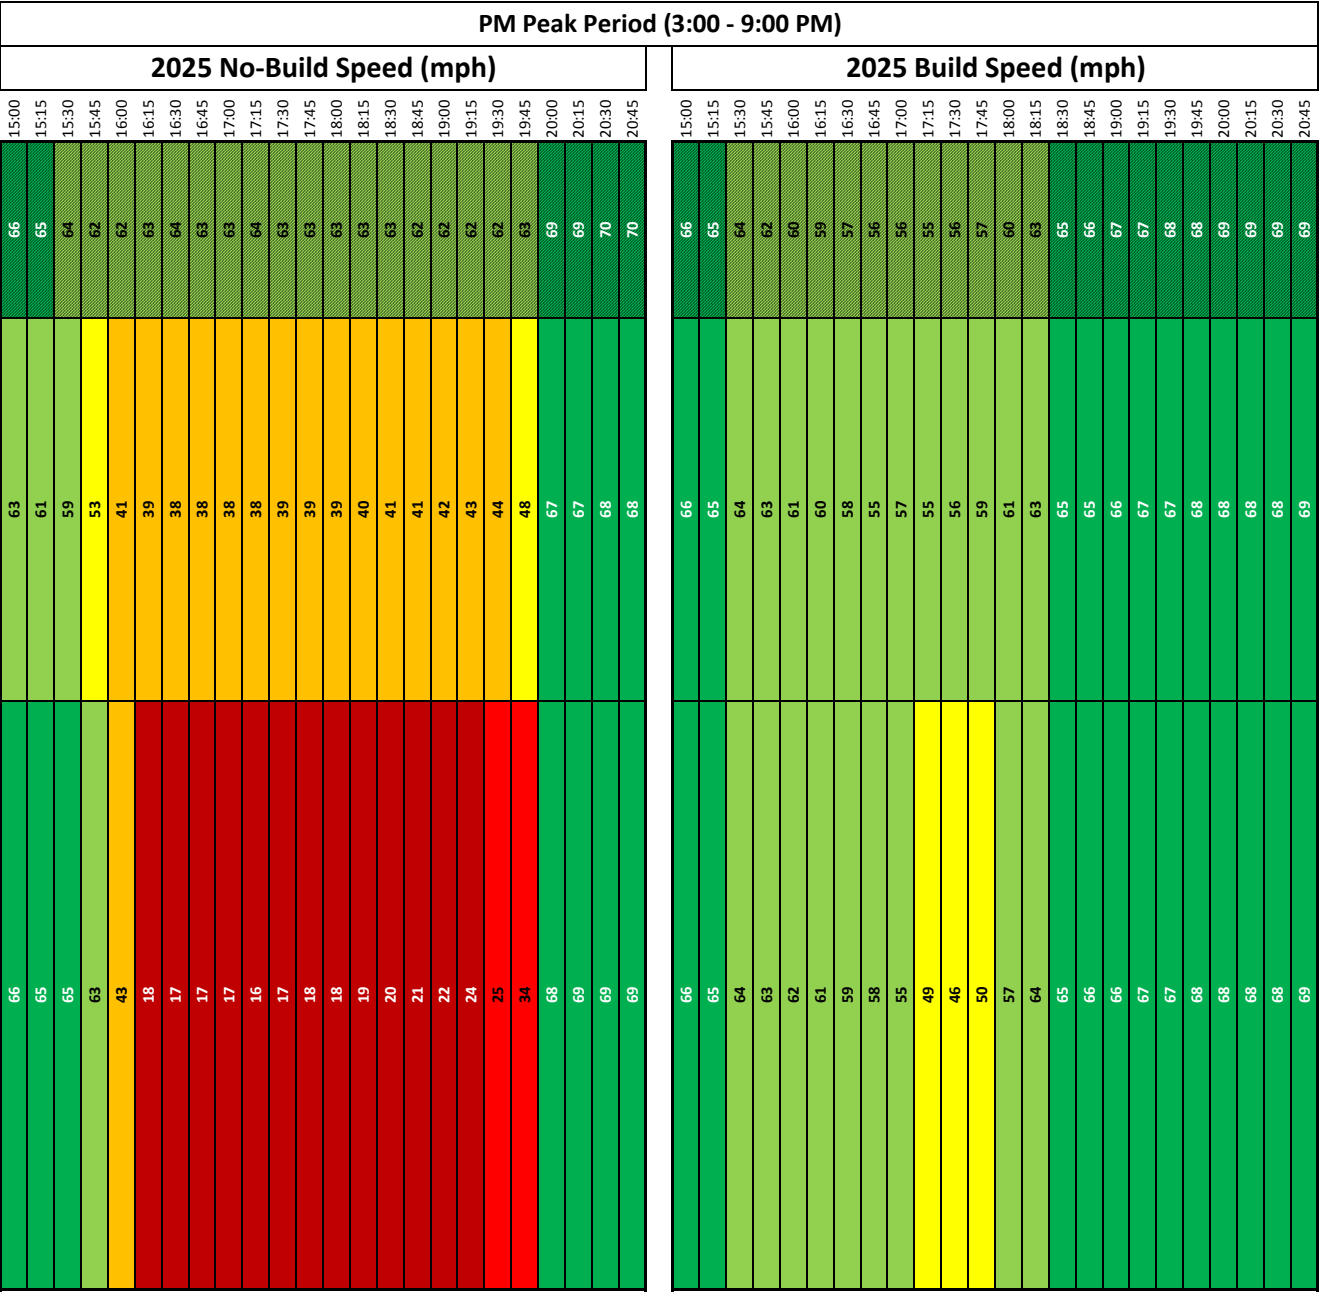 PM Peak Period (3:00 - 9:00 PM)
2025 No-Build Speed (mph) 2025 Build Speed (mph)
15:00 15:15 15:30 15:45 16:00 16:15 16:30 16:45 17:00 17:15 17:30 17:45 18:00 18:15 18:30 18:45 19:00 19:15 19:30 19:45 20:00 20:15 20:30 20:45 15:00 15:15 15:30 15:45 16:00 16:15 16:30 16:45 17:00 17:15 17:30 17:45 18:00 18:15 18:30 18:45 19:00 19:15 19:30 19:45 20:00 20:15 20:30 20:45
66 65 64 62 62 63 64 63 63 64 63 63 63 63 63 62 62 62 62 63 69 69 70 70 66 65 64 62 60 59 57 56 56 55 56 57 60 63 65 66 67 67 68 68 69 69 69 69
63 61 59 53 41 39 38 38 38 38 39 39 39 40 41 41 42 43 44 48 67 67 68 68 66 65 64 63 61 60 58 55 57 55 56 59 61 63 65 65 66 67 67 68 68 68 68 69
66 65 65 63 43 18 17 17 17 16 17 18 18 19 20 21 22 24 25 34 68 69 69 69 66 65 64 63 62 61 59 58 55 49 46 50 57 64 65 66 66 67 67 68 68 68 68 69